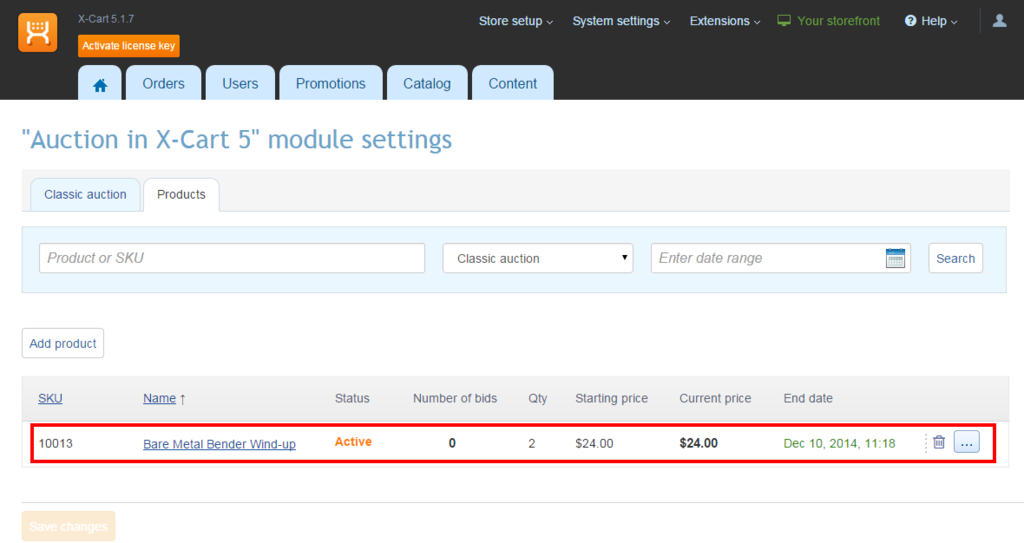 X-Cart 5.1.7
Store setup System settings Extensions Your storefront ? Help
Activate license key
Orders Users Promotions Catalog Content
"Auction in X-Cart 5" module settings
Classic auction Products
Product or SKU Classic auction Enter date range Search
Add product
SKU Name ↑ Status Number of bids Qty Starting price Current price End date
10013 Bare Metal Bender Wind-up Active 0 2 $24.00 $24.00 Dec 10, 2014, 11:18 ...
Save changes